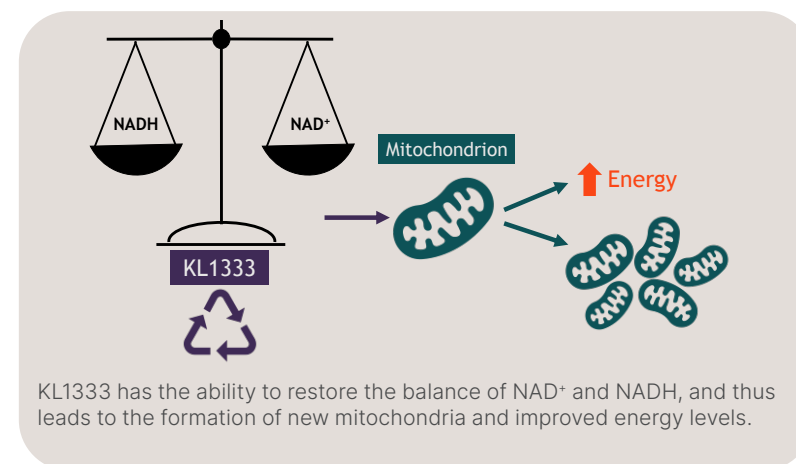 NADH
NAD⁺
Mitochondrion
Energy
KL1333
KL1333 has the ability to restore the balance of NAD⁺ and NADH, and thus
leads to the formation of new mitochondria and improved energy levels.